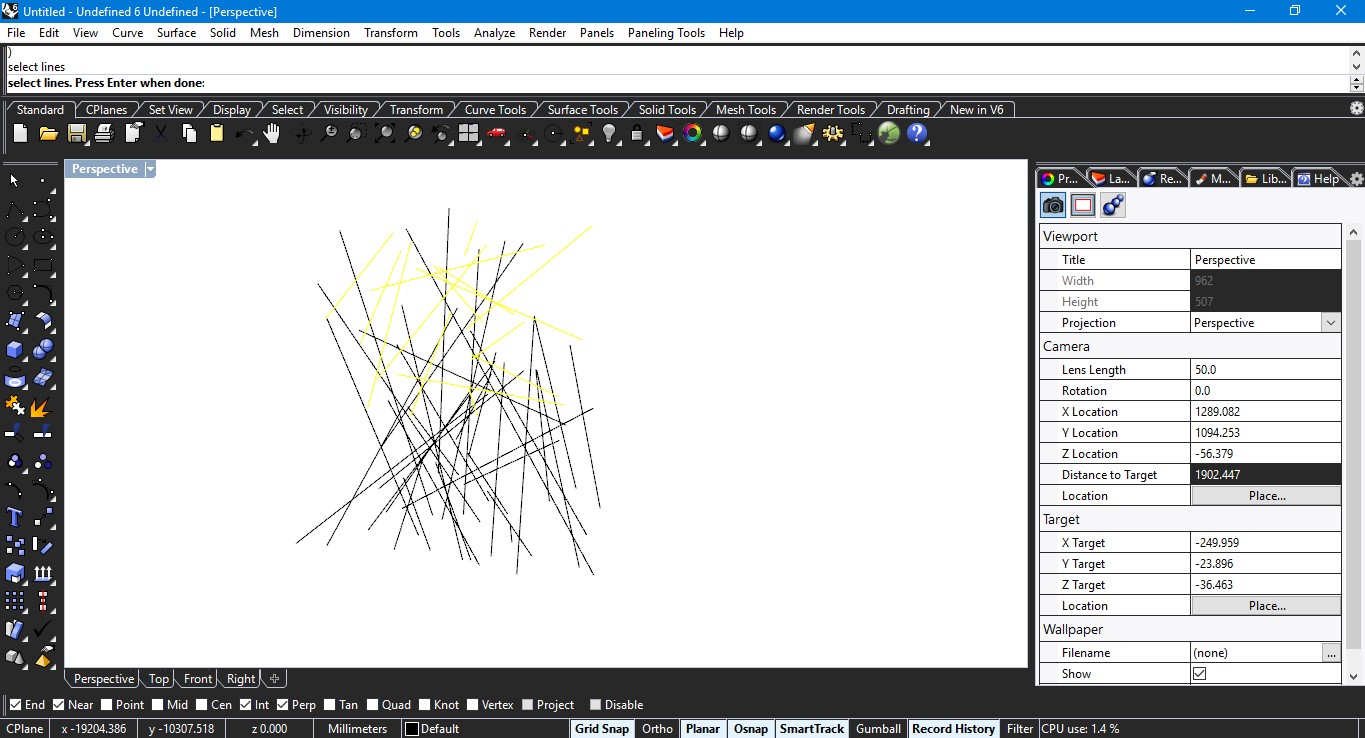 Untitled - Undefined 6 Undefined - [Perspective]
File Edit View Curve Surface Solid Mesh Dimension Transform Tools Analyze Render Panels Paneling Tools Help
)
select lines
select lines. Press Enter when done:
Standard CPlanes Set View Display Select Visibility Transform Curve Tools Surface Tools Solid Tools Mesh Tools Render Tools Drafting New in V6
Perspective
Pr... La... Re... M... Lib... Help
Viewport
Title Perspective
Width 962
Height 507
Projection Perspective
Camera
Lens Length 50.0
Rotation 0.0
X Location 1289.082
Y Location 1094.253
Z Location -56.379
Distance to Target 1902.447
Location Place...
Target
X Target -249.959
Y Target -23.896
Z Target -36.463
Location Place...
Wallpaper
Filename (none) ...
Show
Perspective Top Front Right
End Near Point Mid Cen Int Perp Tan Quad Knot Vertex Project Disable
CPlane x -19204.386 y -10307.518 z 0.000 Millimeters Default Grid Snap Ortho Planar Osnap SmartTrack Gumball Record History Filter CPU use: 1.4 %